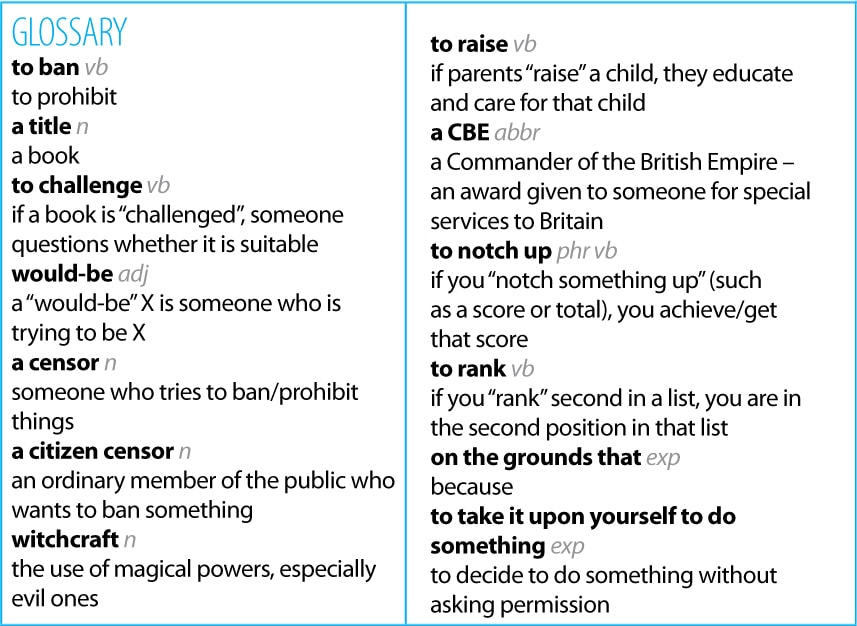 GLOSSARY
to ban vb
to prohibit
a title n
a book
to challenge vb
if a book is “challenged”, someone
questions whether it is suitable
would-be adj
a “would-be” X is someone who is
trying to be X
a censor n
someone who tries to ban/prohibit
things
a citizen censor n
an ordinary member of the public who
wants to ban something
witchcraft n
the use of magical powers, especially
evil ones
to raise vb
if parents “raise” a child, they educate
and care for that child
a CBE abbr
a Commander of the British Empire –
an award given to someone for special
services to Britain
to notch up phr vb
if you “notch something up” (such
as a score or total), you achieve/get
that score
to rank vb
if you “rank” second in a list, you are in
the second position in that list
on the grounds that exp
because
to take it upon yourself to do
something exp
to decide to do something without
asking permission